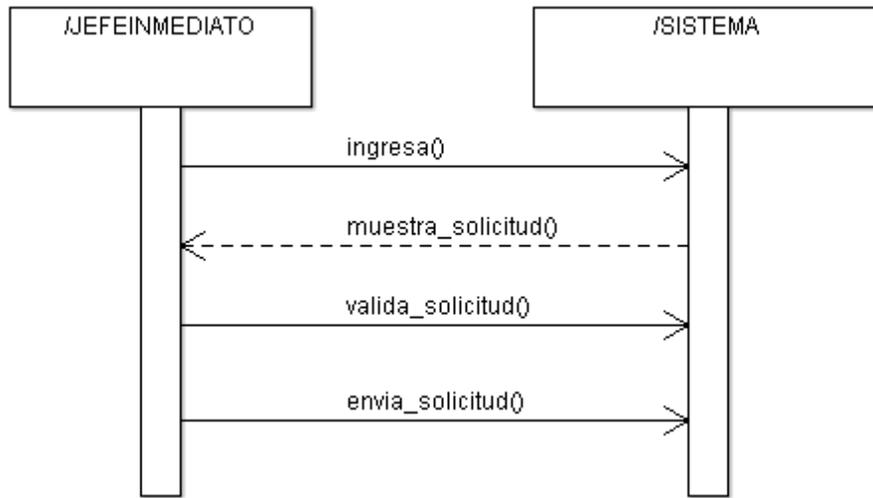 /JEFEINMEDIATO
/SISTEMA
ingresa()
muestra_solicitud()
valida_solicitud()
envia_solicitud()